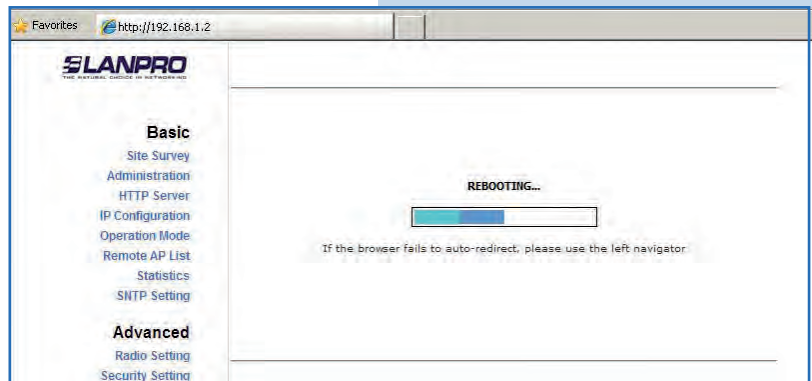 Favorites
http://192.168.1.2
LANPRO
THE NATURAL CHOICE IN NETWORKING
Basic
Site Survey
Administration
HTTP Server
IP Configuration
Operation Mode
Remote AP List
Statistics
SNTP Setting
Advanced
Radio Setting
Security Setting
REBOOTING...
If the browser fails to auto-redirect, please use the left navigator